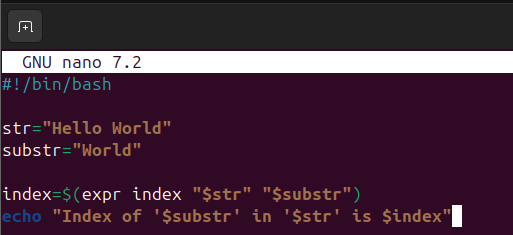 GNU nano 7.2
#!/bin/bash
str="Hello World"
substr="World"
index=$(expr index "$str" "$substr")
echo "Index of '$substr' in '$str' is $index"